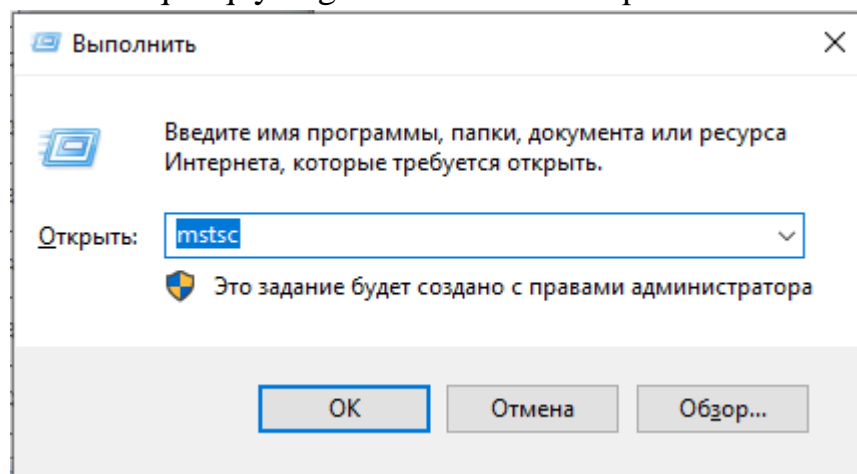 Выполнить
Введите имя программы, папки, документа или ресурса
Интернета, которые требуется открыть.
Открыть:
mstsc
Это задание будет создано с правами администратора
ОК
Отмена
Обзор...